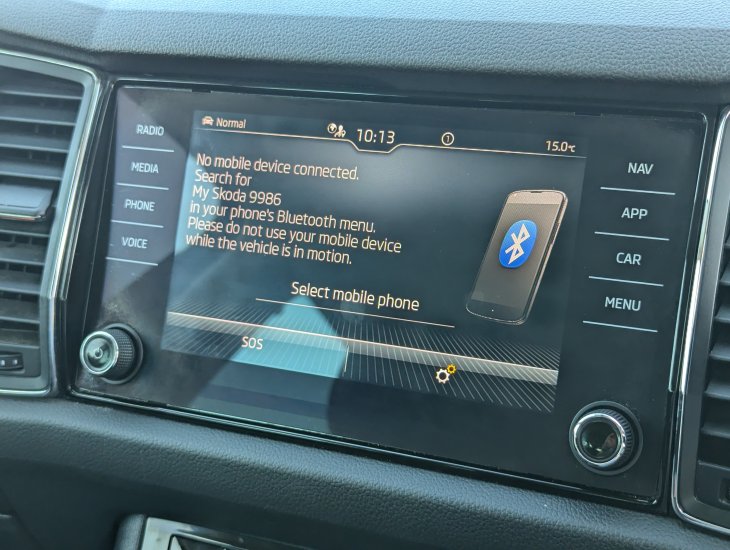 RADIO
MEDIA
PHONE
VOICE
Normal
10:13
15.0°C
No mobile device connected.
Search for
My Skoda 9986
in your phone's Bluetooth menu.
Please do not use your mobile device
while the vehicle is in motion.
Select mobile phone
SOS
NAV
APP
CAR
MENU